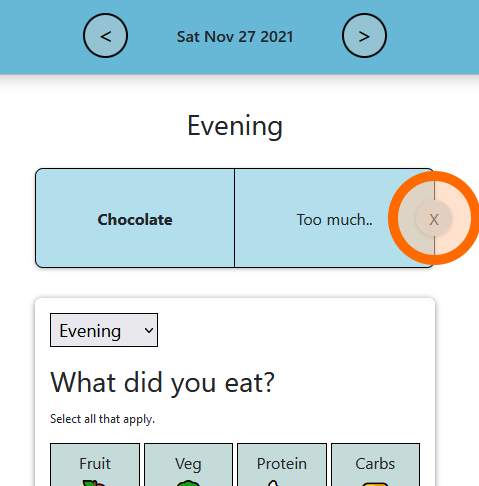 < Sat Nov 27 2021 >
Evening
Chocolate Too much.. X
Evening
What did you eat?
Select all that apply.
Fruit Veg Protein Carbs